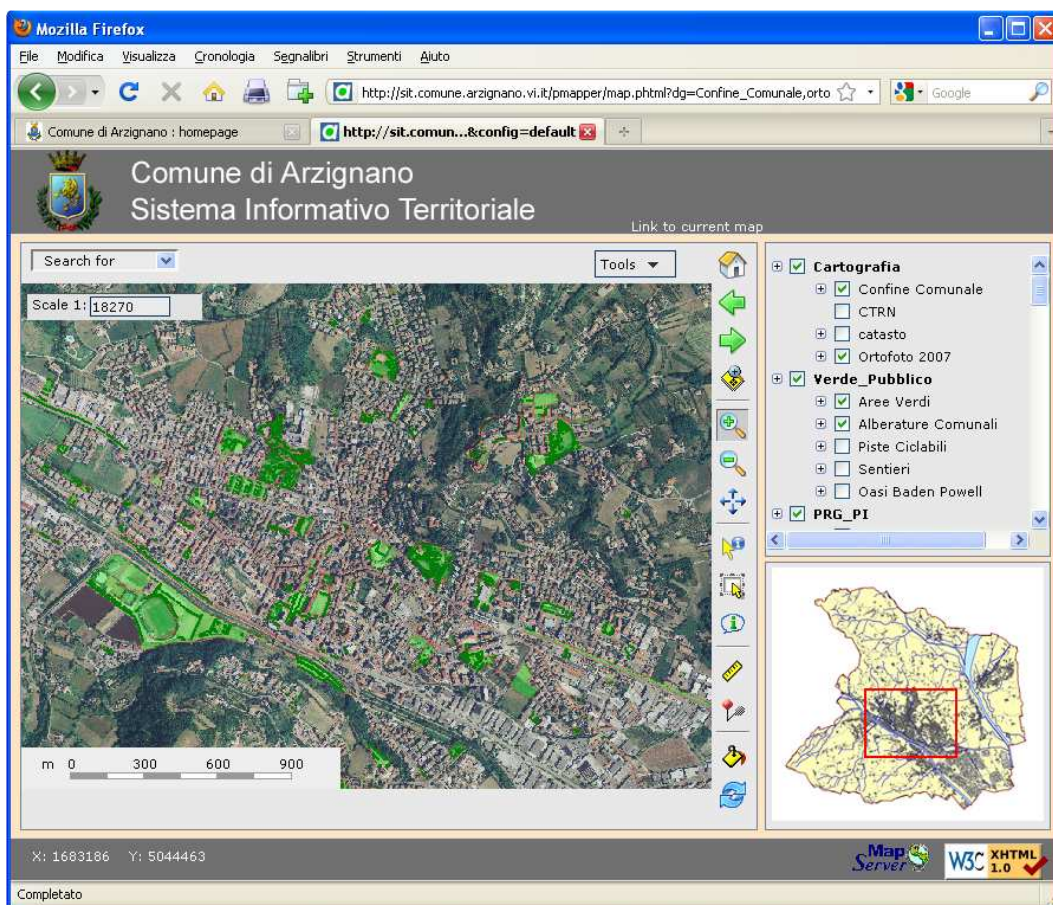 Mozilla Firefox
File Modifica Visualizza Cronologia Segnalibri Strumenti Aiuto
http://sit.comune.arzignano.vi.it/pmapper/map.phtml?dg=Confine_Comunale,orto
Google
Comune di Arzignano : homepage
http://sit.comun...&config=default
Comune di Arzignano
Sistema Informativo Territoriale
Link to current map
Search for
Tools
Scale 1: 18270
Cartografia
Confine Comunale
CTRN
catasto
Ortofoto 2007
Verde_Pubblico
Aree Verdi
Alberature Comunali
Piste Ciclabili
Sentieri
Oasi Baden Powell
PRG_PI
m 0 300 600 900
X: 1683186 Y: 5044463
Map Server
W3C XHTML 1.0
Completato